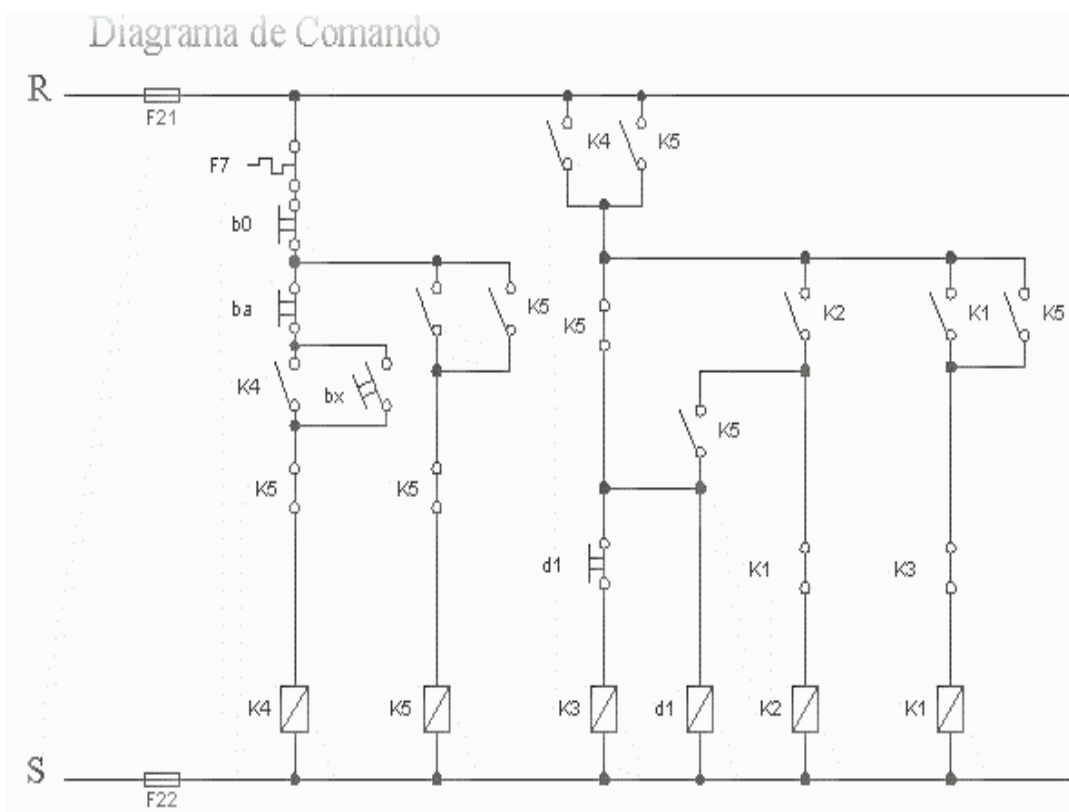 Diagrama de Comando
R
F21
F7
K4
K5
b0
ba
K5
K5
K2
K1
K5
K4
bx
K5
K5
K5
d1
K1
K3
K4
K5
K3
d1
K2
K1
S
F22